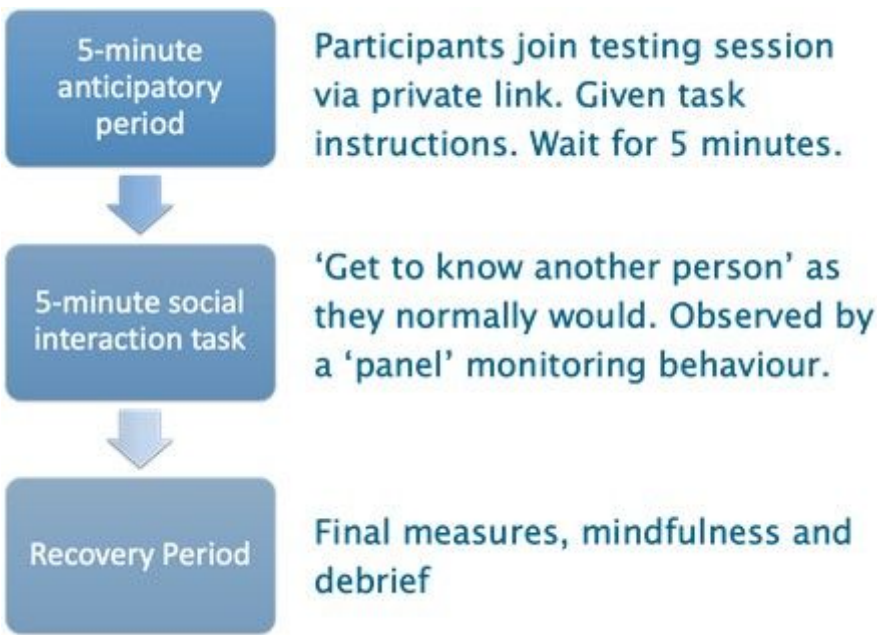 5-minute
anticipatory
period
Participants join testing session
via private link. Given task
instructions. Wait for 5 minutes.
5-minute social
interaction task
‘Get to know another person’ as
they normally would. Observed by
a ‘panel’ monitoring behaviour.
Recovery Period
Final measures, mindfulness and
debrief